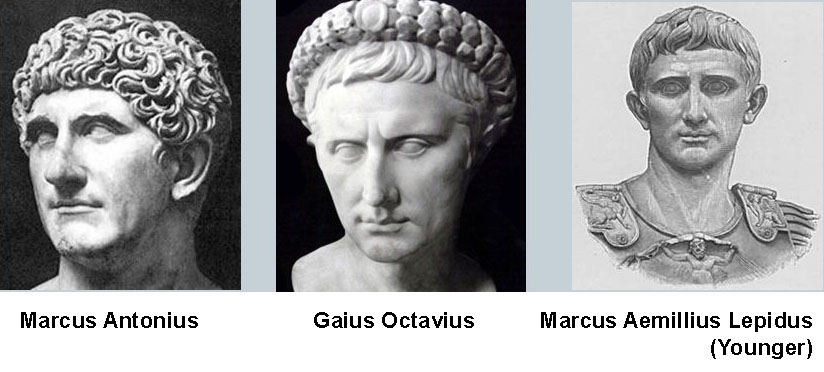 Marcus Antonius
Gaius Octavius
Marcus Aemillius Lepidus
(Younger)